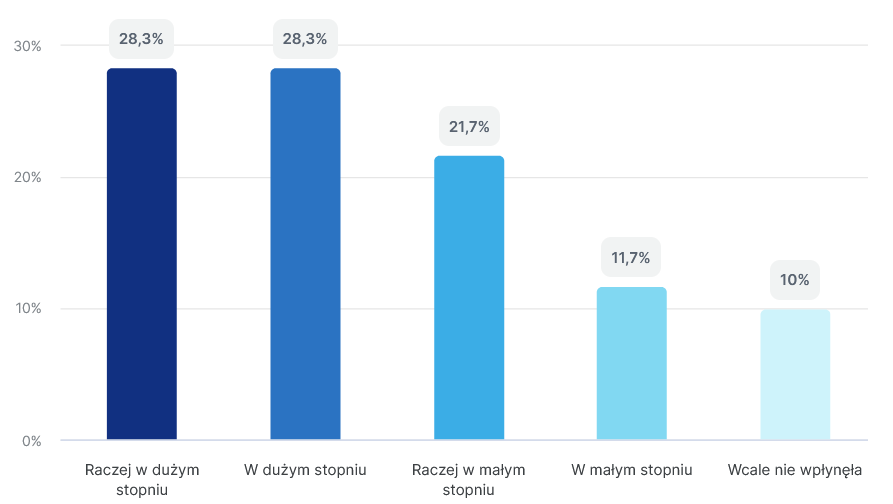 28,3%
28,3%
30%
21,7%
20%
11,7%
10%
10%
0%
Raczej w dużym
stopniu
W dużym stopniu
Raczej w małym
stopniu
W małym stopniu
Wcale nie wpłynęła